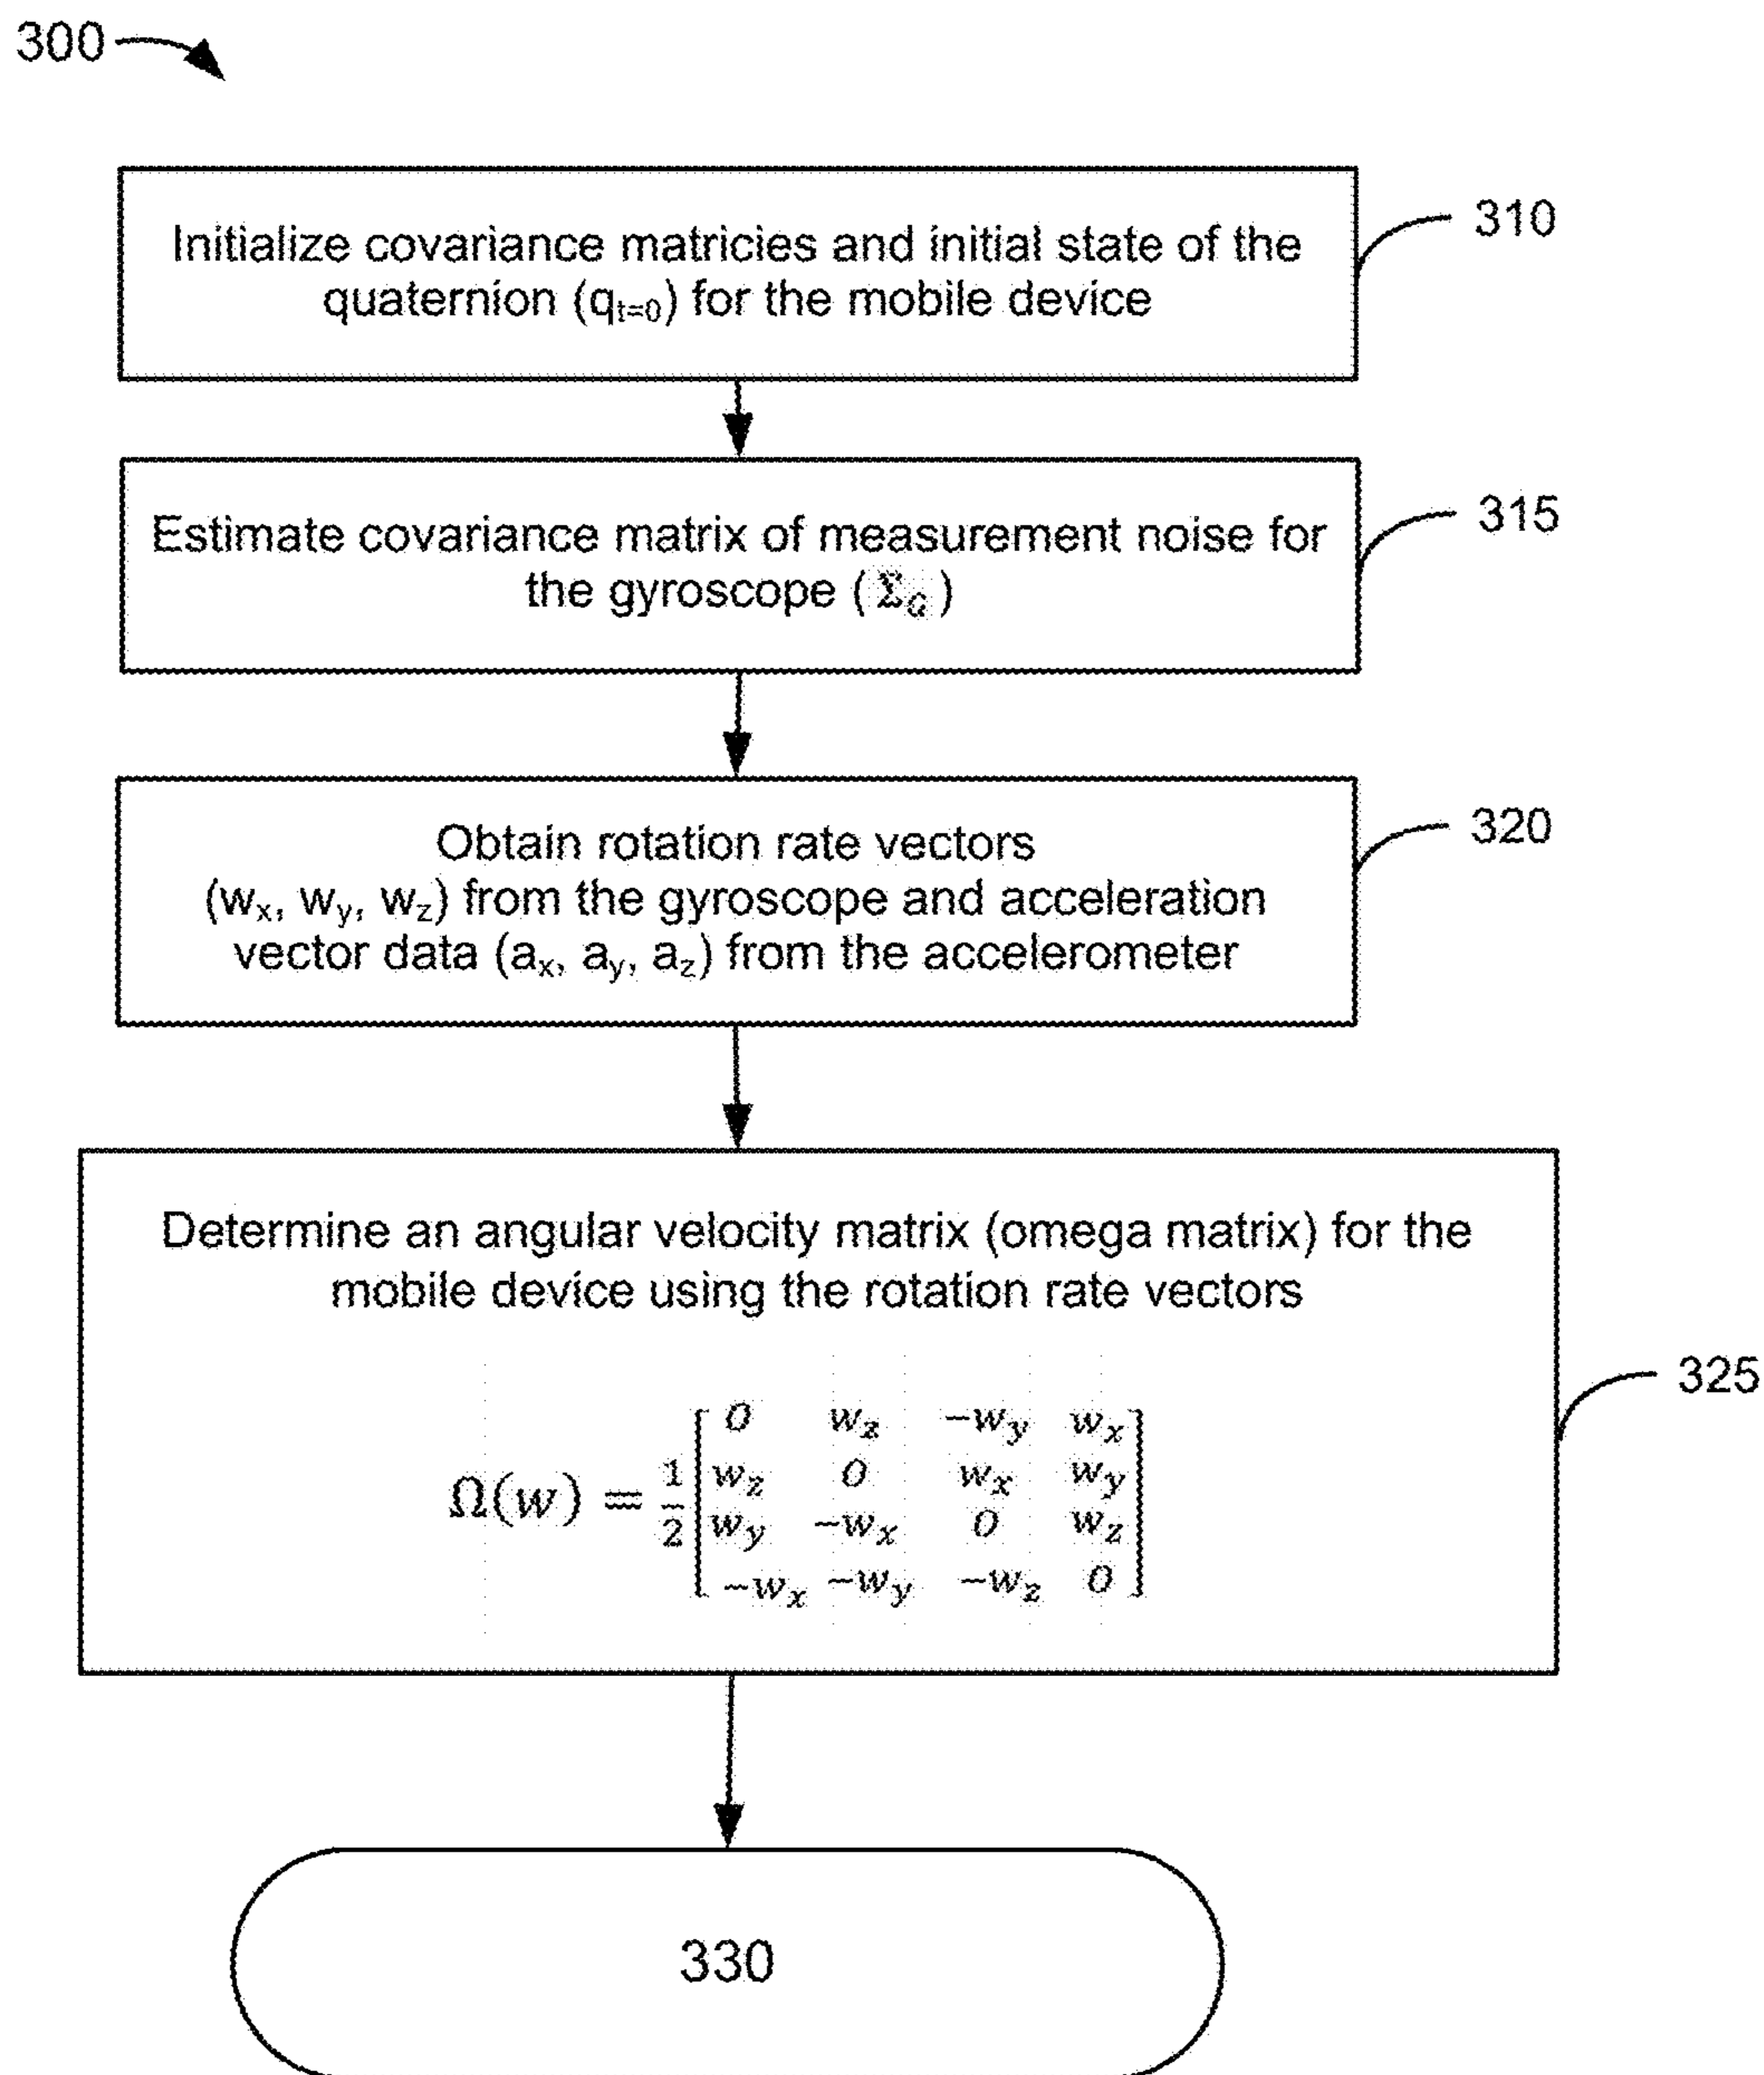 300
Initialize covariance matricies and initial state of the
quaternion (qt=0) for the mobile device
310
Estimate covariance matrix of measurement noise for
the gyroscope ( ΣQ )
315
Obtain rotation rate vectors
(wx, wy, wz) from the gyroscope and acceleration
vector data (ax, ay, az) from the accelerometer
320
Determine an angular velocity matrix (omega matrix) for the
mobile device using the rotation rate vectors
Ω(w) = 1/2
0 wz -wy wx
wz 0 wx wy
wy -wx 0 wz
-wx -wy -wz 0
325
330